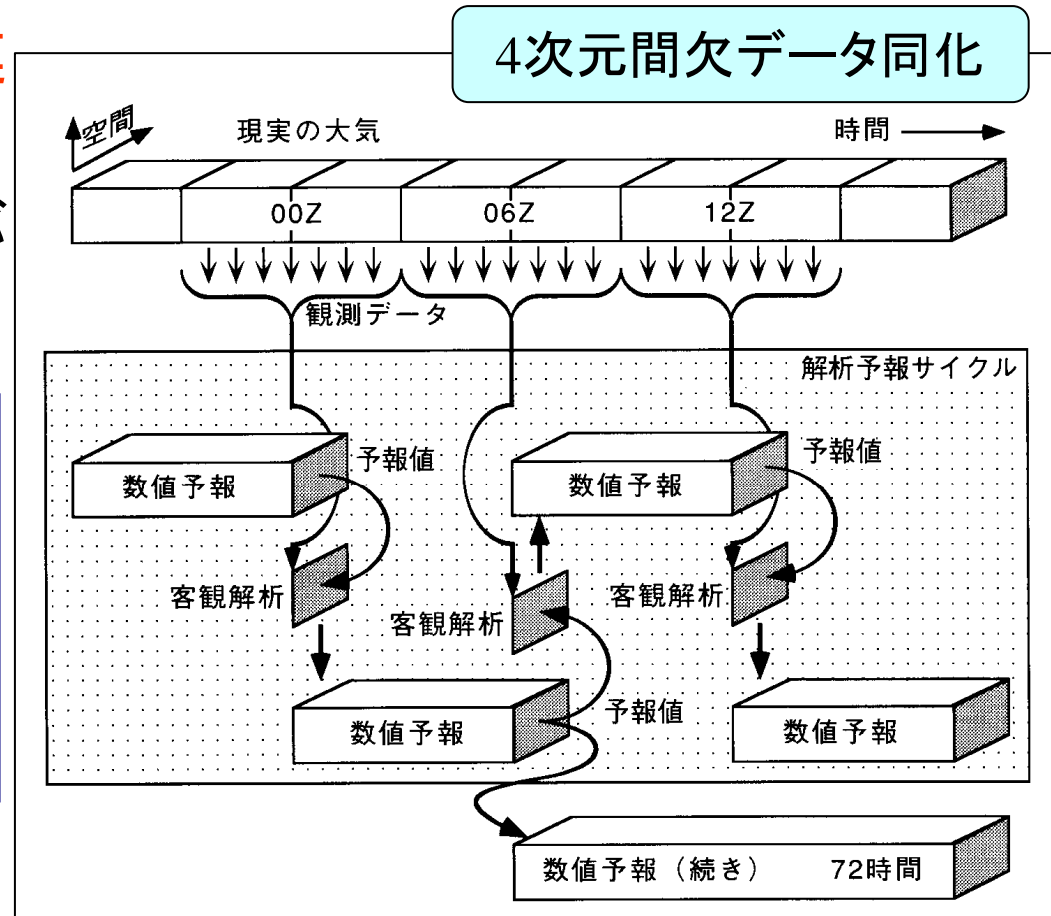 4次元間欠データ同化
空間
現実の大気
時間
00Z
06Z
12Z
観測データ
解析予報サイクル
数値予報
予報値
数値予報
予報値
客観解析
客観解析
客観解析
数値予報
予報値
数値予報
数値予報（続き） 72時間